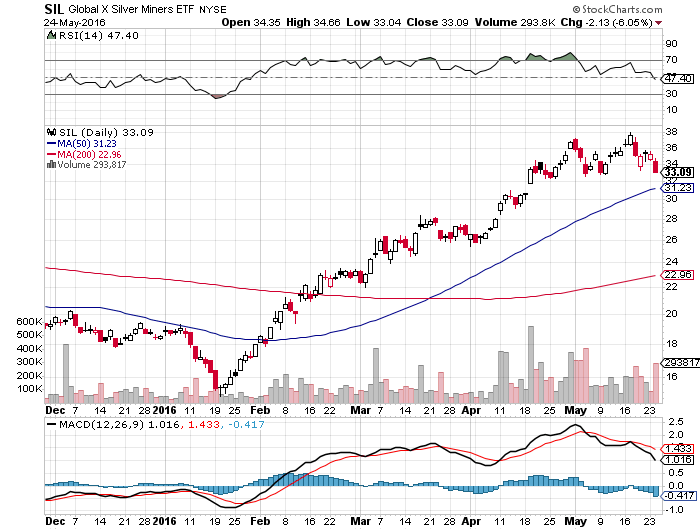 SIL Global X Silver Miners ETF NYSE © StockCharts.com
24-May-2016 Open 34.35 High 34.66 Low 33.04 Close 33.09 Volume 293.8K Chg -2.13 (-6.05%)
RSI(14) 47.40
90
70
50
47.40
30
10
SIL (Daily) 33.09
MA(50) 31.23
MA(200) 22.96
Volume 293,817
38
36
34
33.09
32
31.23
30
28
26
24
22.96
22
20
18
16
600K
500K
400K
300K
200K
100K
293817
Dec 7 14 21 28 2016 11 19 25 Feb 8 16 22 Mar 7 14 21 28 Apr 11 18 25 May 9 16 23
MACD(12,26,9) 1.016, 1.433, -0.417
2.5
2.0
1.433
1.016
0.5
0.0
-0.417
-1.0
Dec 7 14 21 28 2016 11 19 25 Feb 8 16 22 Mar 7 14 21 28 Apr 11 18 25 May 9 16 23